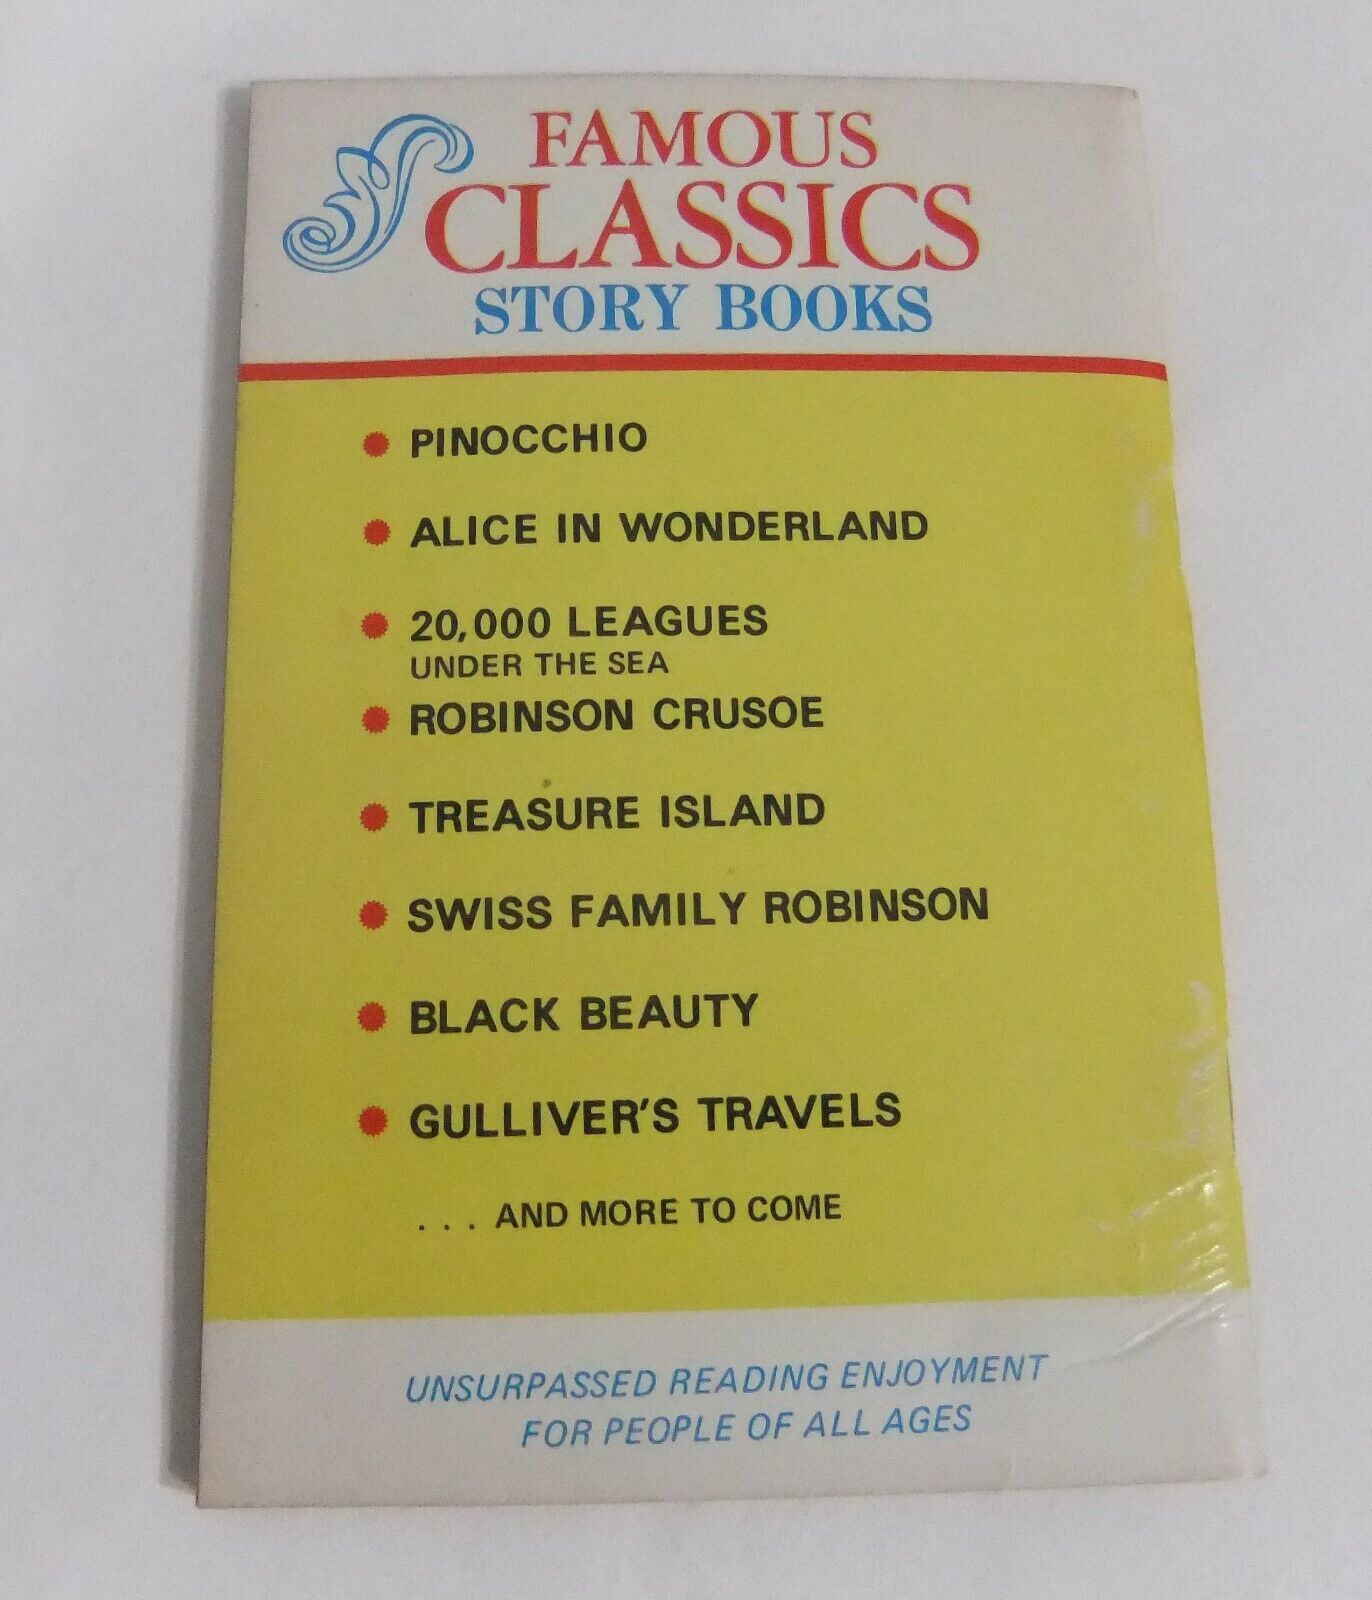 FAMOUS
CLASSICS
STORY BOOKS
PINOCCHIO
ALICE IN WONDERLAND
20,000 LEAGUES
UNDER THE SEA
ROBINSON CRUSOE
TREASURE ISLAND
SWISS FAMILY ROBINSON
BLACK BEAUTY
GULLIVER'S TRAVELS
. . . AND MORE TO COME
UNSURPASSED READING ENJOYMENT
FOR PEOPLE OF ALL AGES